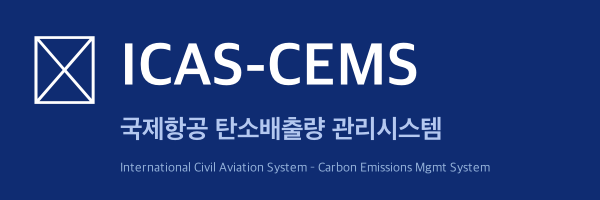 ICAS-CEMS
국제항공 탄소배출량 관리시스템
International Civil Aviation System - Carbon Emissions Mgmt System